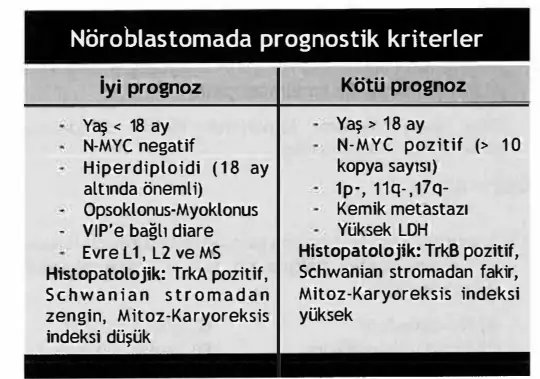 Nöroblastomada prognostik kriterler
İyi prognoz
- Yaş < 18 ay
- N-MYC negatif
- Hiperdiploidi (18 ay
altında önemli)
- Opsoklonus-Myoklonus
- VIP'e bağlı diare
- Evre L1, L2 ve MS
Histopatolojik: TrkA pozitif,
Schwanian stromadan
zengin, Mitoz-Karyoreksis
indeksi düşük
Kötü prognoz
- Yaş > 18 ay
- N-MYC pozitif (> 10
kopya sayısı)
- 1p-, 11q-,17q-
- Kemik metastazı
- Yüksek LDH
Histopatolojik: TrkB pozitif,
Schwanian stromadan fakir,
Mitoz-Karyoreksis indeksi
yüksek